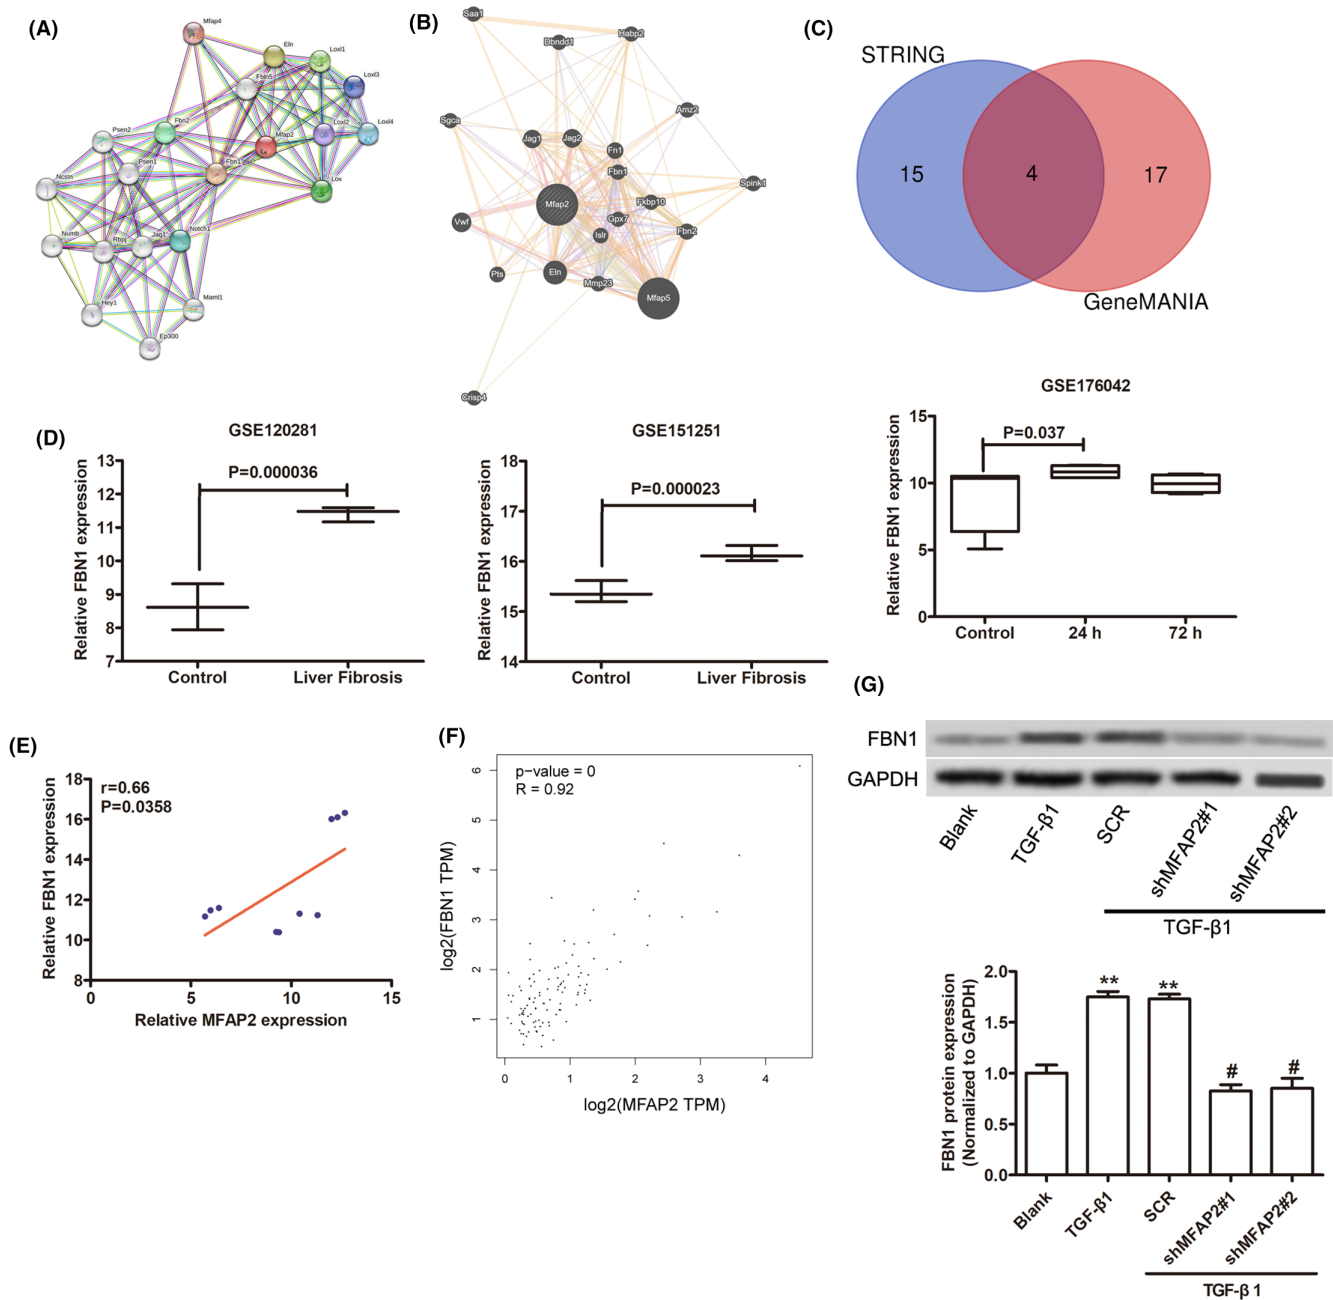 (A)
Mfap4
Eln
Loxl1
Fbln5
Loxl3
Psen2
Fbn2
Mfap2
Loxl2
Loxl4
Psen1
Fbn1
Ncstn
Lox
Numb
Rbpj
Jag1
Notch1
Hey1
Maml1
Ep300
(B)
Saa1
Dbndd1
Habp2
Amz2
Sgca
Jag1
Jag2
Fn1
Fbn1
Spink1
Mfap2
Fkbp10
Vwf
Gpx7
Islr
Fbn2
Pts
Eln
Mmp23
Mfap5
Crisp4
(C)
STRING
15
4
17
GeneMANIA
(D)
GSE120281
Relative FBN1 expression
13
12
11
10
9
8
7
P=0.000036
Control
Liver Fibrosis
GSE151251
Relative FBN1 expression
18
17
16
15
14
P=0.000023
Control
Liver Fibrosis
GSE176042
Relative FBN1 expression
15
10
5
0
P=0.037
Control
24 h
72 h
(E)
Relative FBN1 expression
18
16
14
12
10
8
r=0.66
P=0.0358
0
5
10
15
Relative MFAP2 expression
(F)
log2(FBN1 TPM)
6
5
4
3
2
1
p-value = 0
R = 0.92
0
1
2
3
4
log2(MFAP2 TPM)
(G)
FBN1
GAPDH
Blank
TGF-β1
SCR
shMFAP2#1
shMFAP2#2
TGF-β1
FBN1 protein expression
(Normalized to GAPDH)
2.0
1.5
1.0
0.5
0.0
**
**
#
#
Blank
TGF-β1
SCR
shMFAP2#1
shMFAP2#2
TGF-β 1